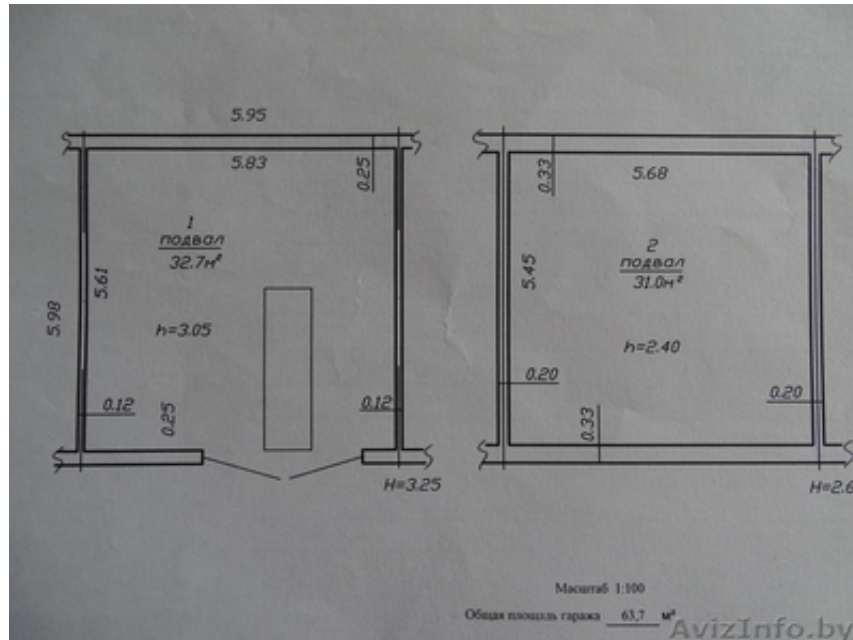 5.95
5.83
0.25
1
подвал
32.7м²
5.61
5.98
h=3.05
0.12
0.25
0.12
H=3.25
0.33
5.68
2
подвал
31.0м²
5.45
h=2.40
0.20
0.20
0.33
H=2.6
Масштаб 1:100
Общая площадь гаража 63,7 м²
AvizInfo.by